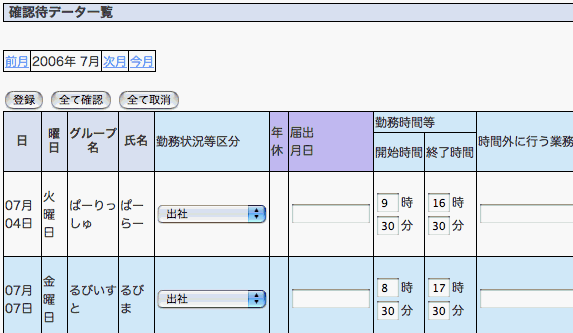 確認待データ一覧
前月 2006年 7月 次月 今月
登録 全て確認 全て取消
日 曜日 グループ名 氏名 勤務状況等区分 年休 届出月日 勤務時間等 時間外に行う業務
開始時間 終了時間
07月04日 火曜日 ぱーりっしゅ ぱーらー 出社 9 時 30 分 16 時 30 分
07月07日 金曜日 るびいすと るびま 出社 8 時 30 分 17 時 30 分